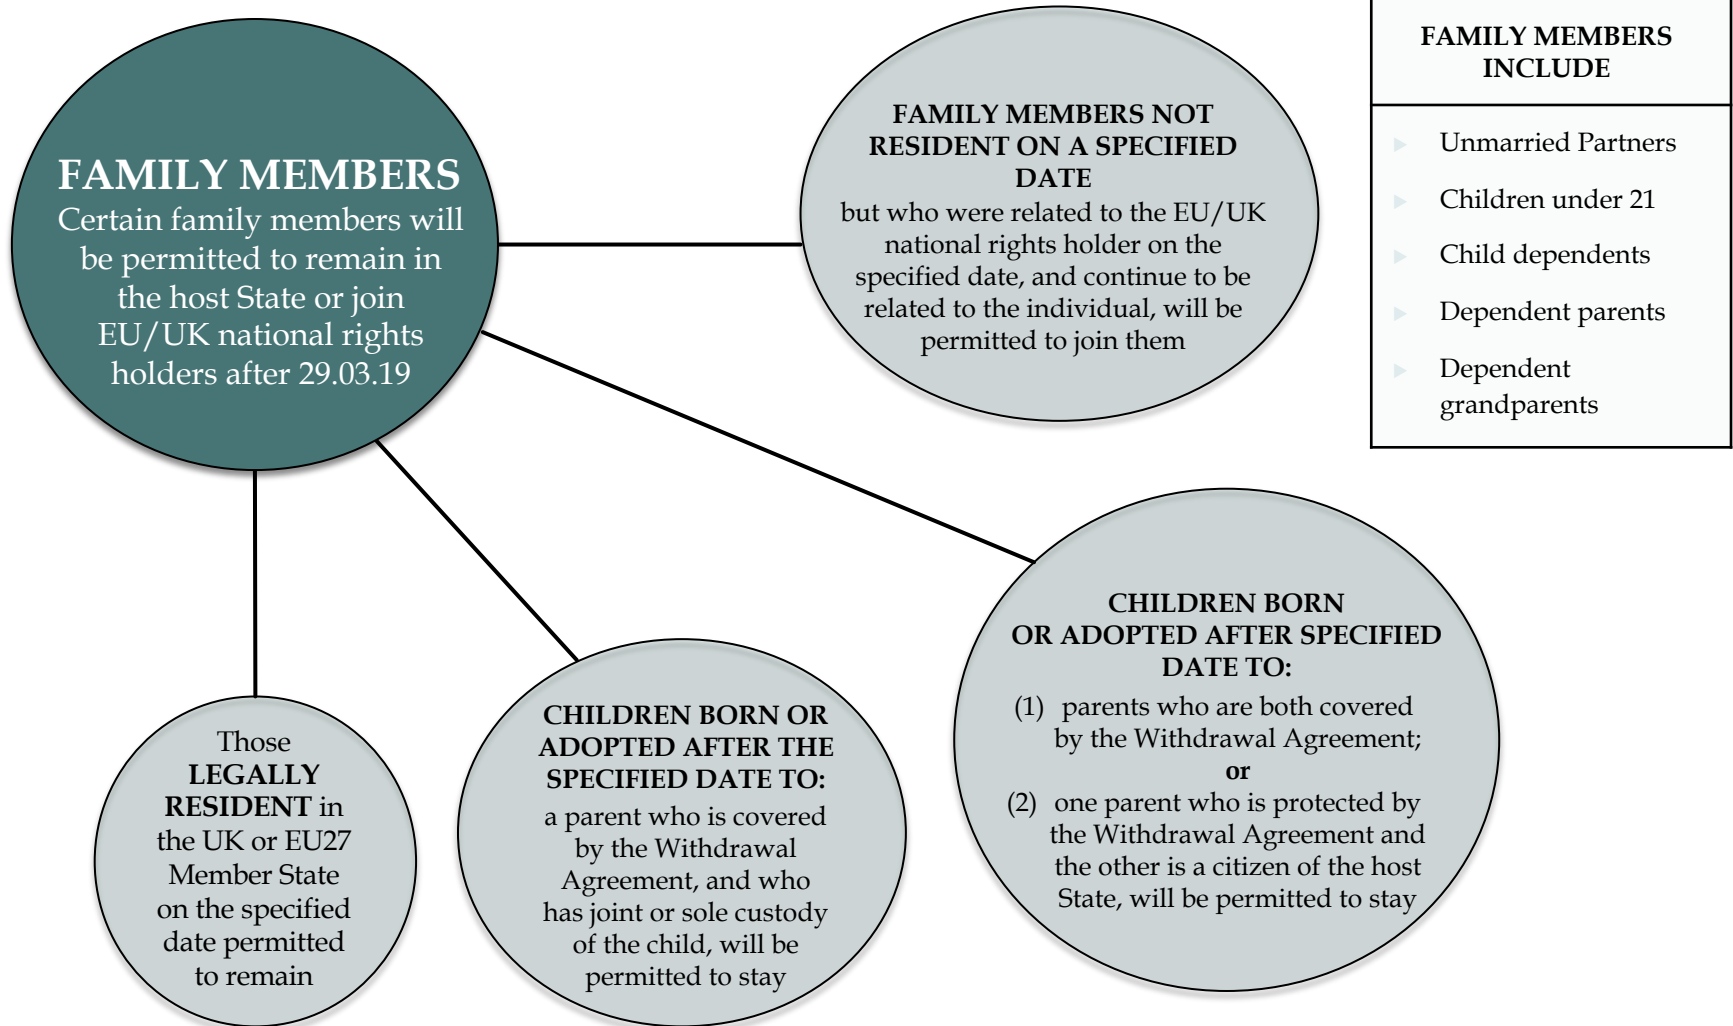 FAMILY MEMBERS
Certain family members will
be permitted to remain in
the host State or join
EU/UK national rights
holders after 29.03.19
FAMILY MEMBERS NOT
RESIDENT ON A SPECIFIED
DATE
but who were related to the EU/UK
national rights holder on the
specified date, and continue to be
related to the individual, will be
permitted to join them
FAMILY MEMBERS
INCLUDE
Unmarried Partners
Children under 21
Child dependents
Dependent parents
Dependent
grandparents
Those
LEGALLY
RESIDENT in
the UK or EU27
Member State
on the specified
date permitted
to remain
CHILDREN BORN OR
ADOPTED AFTER THE
SPECIFIED DATE TO:
a parent who is covered
by the Withdrawal
Agreement, and who
has joint or sole custody
of the child, will be
permitted to stay
CHILDREN BORN
OR ADOPTED AFTER SPECIFIED
DATE TO:
(1) parents who are both covered
by the Withdrawal Agreement;
or
(2) one parent who is protected by
the Withdrawal Agreement and
the other is a citizen of the host
State, will be permitted to stay